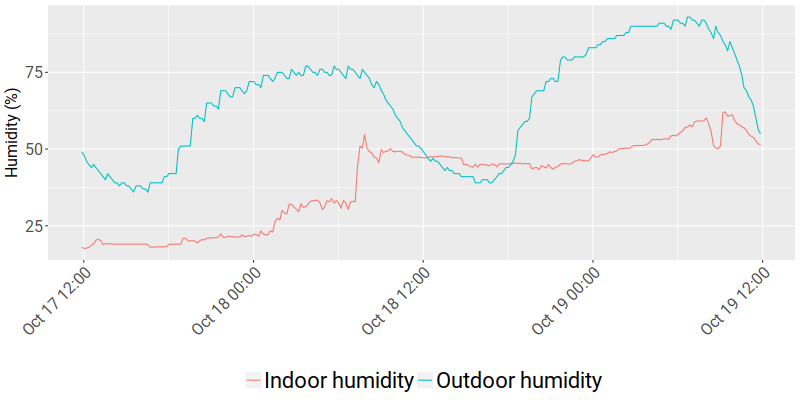 Humidity (%)
75
50
25
Oct 17 12:00
Oct 18 00:00
Oct 18 12:00
Oct 19 00:00
Oct 19 12:00
Indoor humidity Outdoor humidity